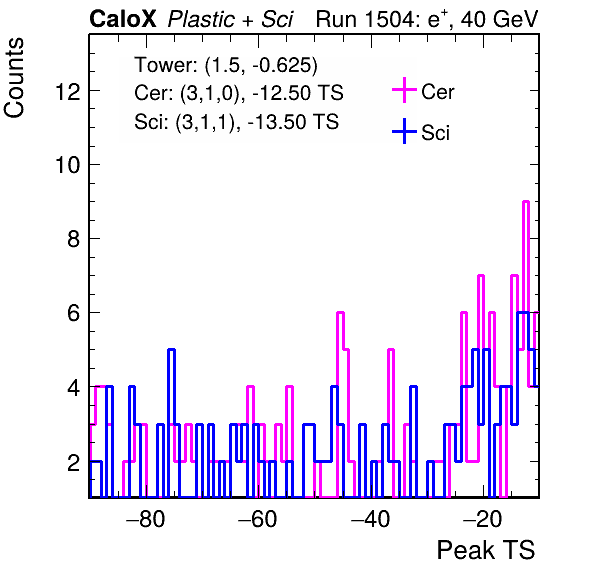 CaloX Plastic + Sci Run 1504: e⁺, 40 GeV
Tower: (1.5, -0.625)
Cer: (3,1,0), -12.50 TS
Sci: (3,1,1), -13.50 TS
Cer
Sci
Counts
12
10
8
6
4
2
−80 −60 −40 −20
Peak TS